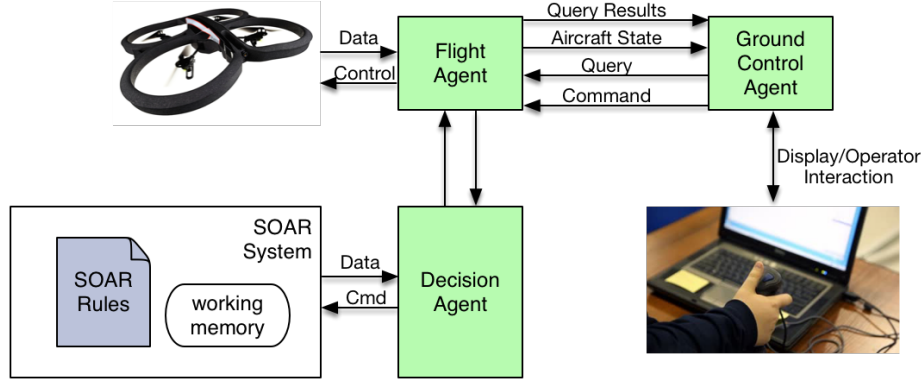 Data
Control
Flight
Agent
Query Results
Aircraft State
Query
Command
Ground
Control
Agent
Display/Operator
Interaction
SOAR
System
SOAR
Rules
working
memory
Data
Cmd
Decision
Agent